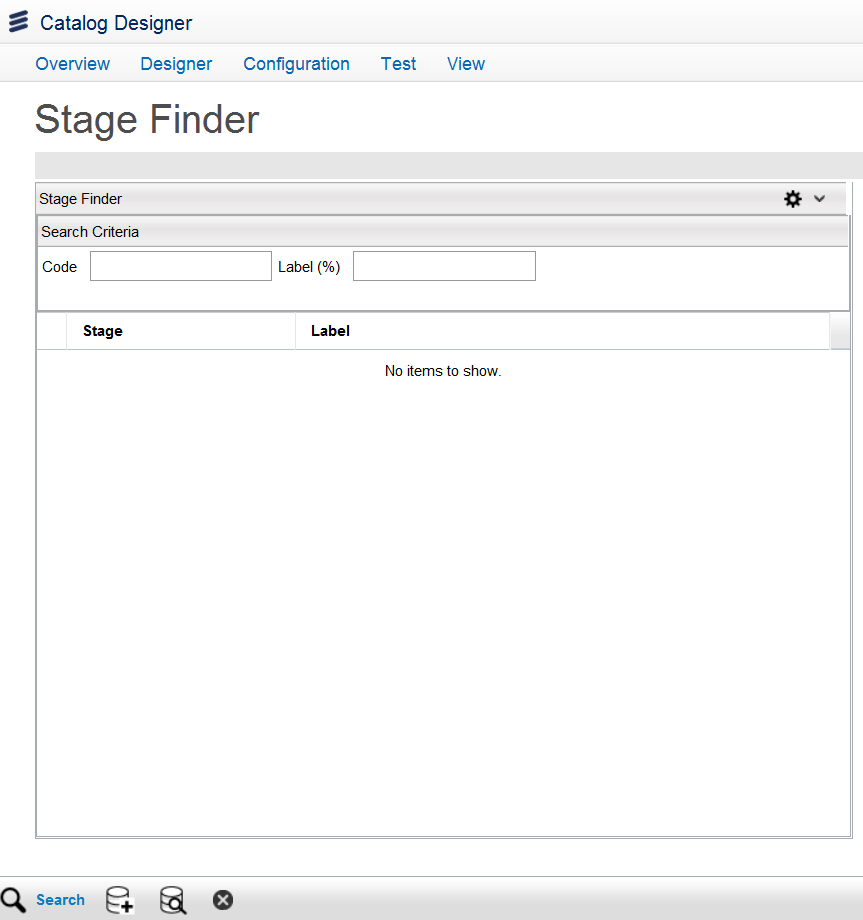 Catalog Designer
Overview Designer Configuration Test View
Stage Finder
Stage Finder
Search Criteria
Code Label (%)
Stage Label
No items to show.
Search